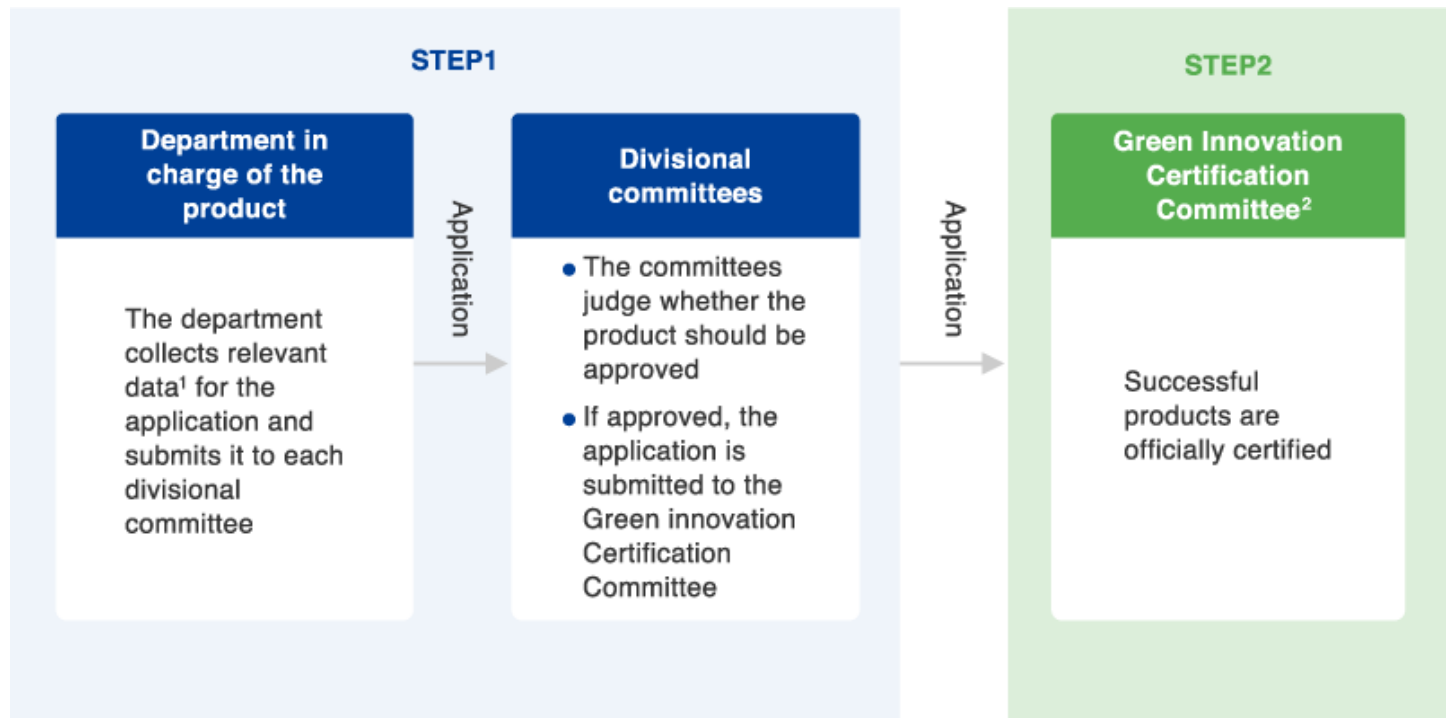 STEP1
Department in
charge of the
product
The department
collects relevant
data¹ for the
application and
submits it to each
divisional
committee
Application
Divisional
committees
● The committees
judge whether the
product should be
approved
● If approved, the
application is
submitted to the
Green innovation
Certification
Committee
Application
STEP2
Green Innovation
Certification
Committee²
Successful
products are
officially certified